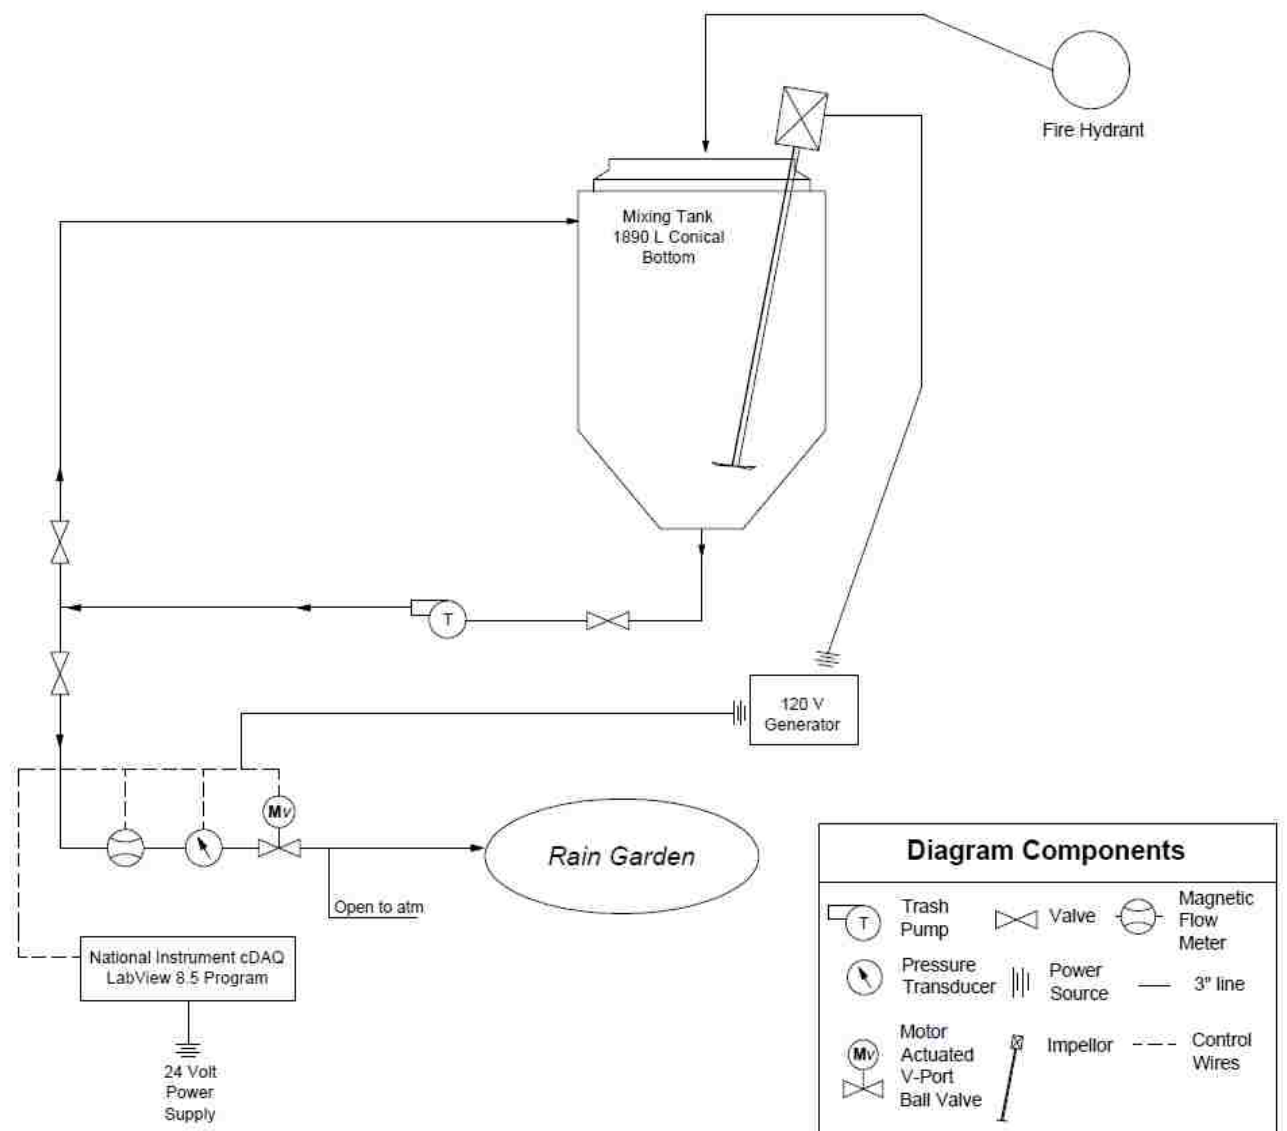 Fire Hydrant
Mixing Tank
1890 L Conical
Bottom
T
120 V
Generator
Mv
Rain Garden
Open to atm
National Instrument cDAQ
LabView 8.5 Program
24 Volt
Power
Supply
Diagram Components
T
Trash
Pump
Valve
Magnetic
Flow
Meter
Pressure
Transducer
Power
Source
3" line
Mv
Motor
Actuated
V-Port
Ball Valve
Impellor
Control
Wires